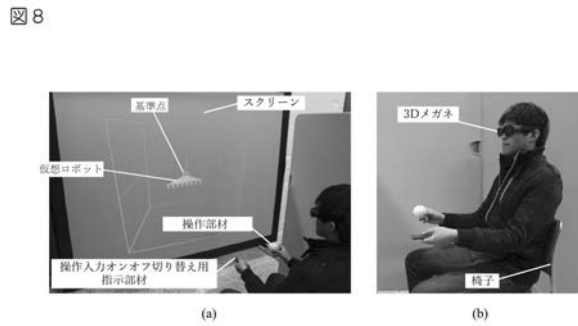 図8
基準点
スクリーン
仮想ロボット
操作部材
操作入力オンオフ切り替え用
指示部材
(a)
3Dメガネ
椅子
(b)